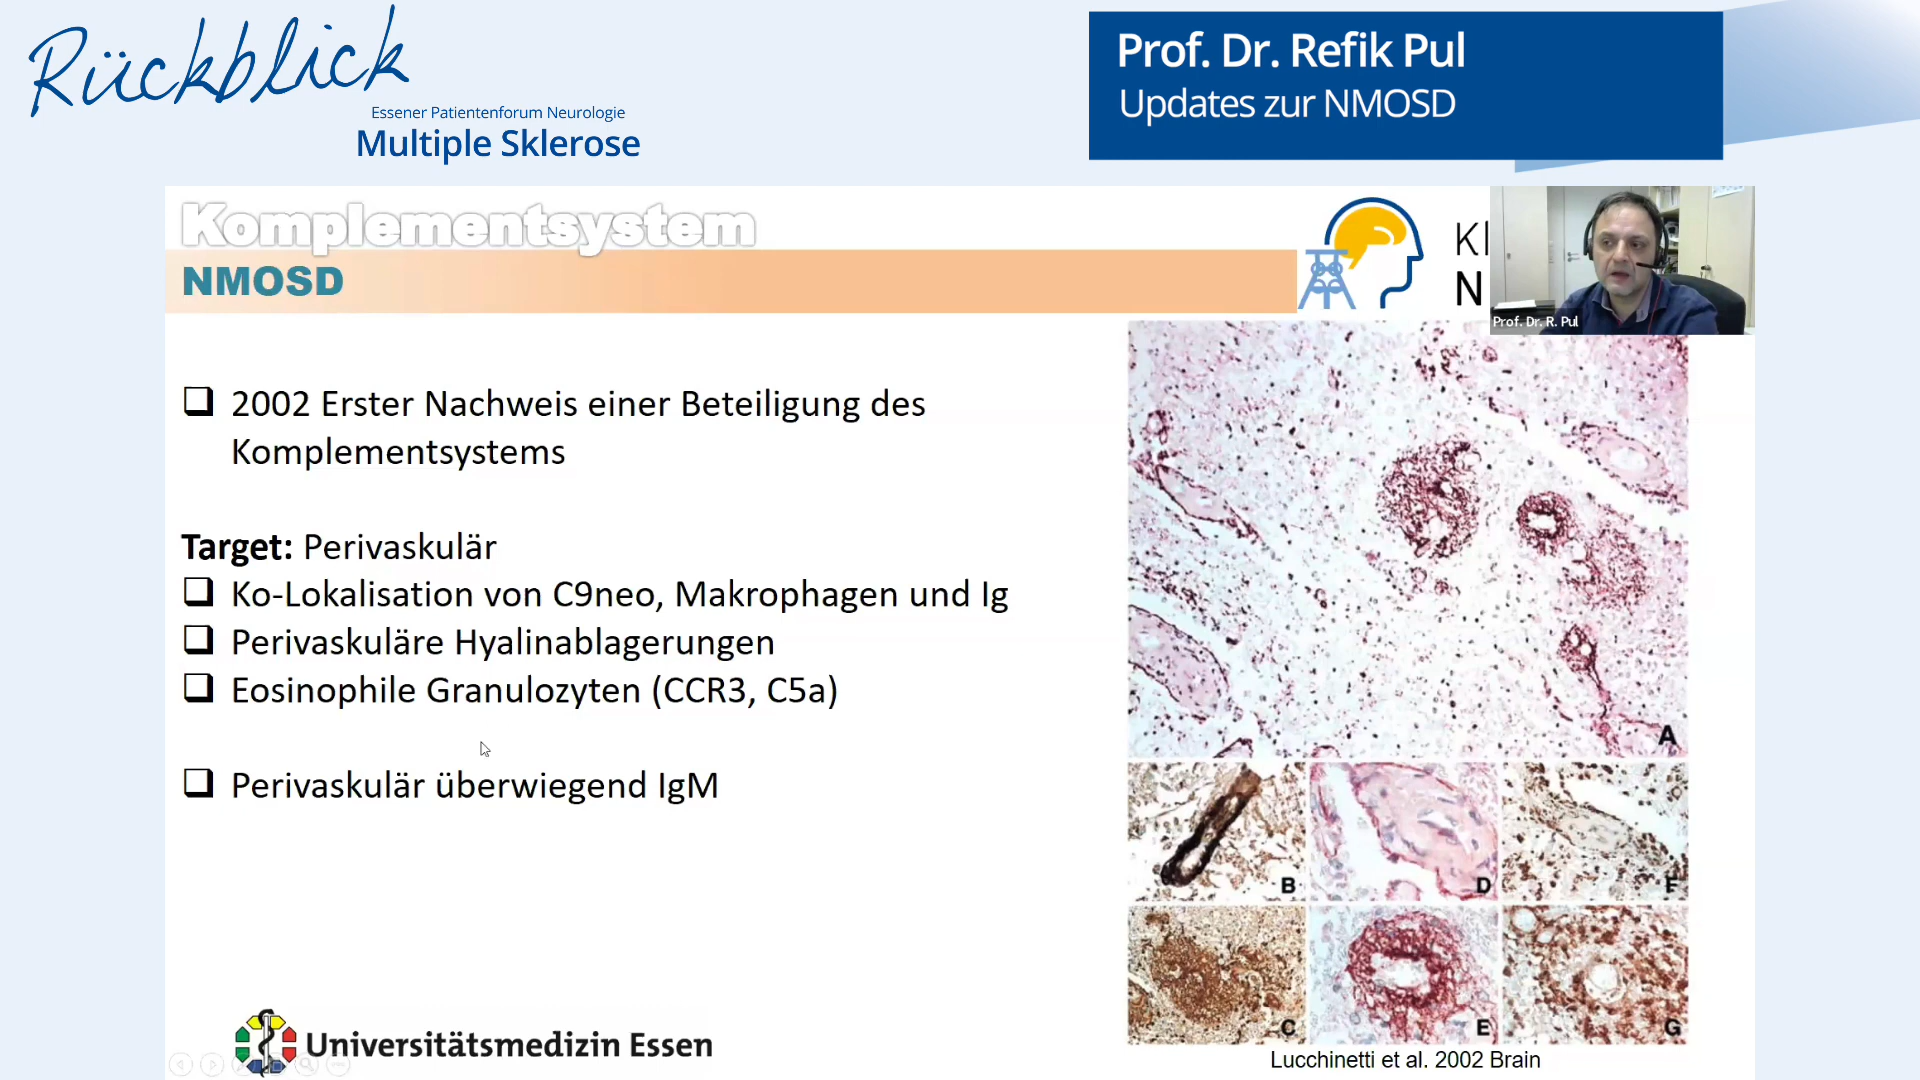 Rückblick
Essener Patientenforum Neurologie
Multiple Sklerose
Prof. Dr. Refik Pul
Updates zur NMOSD
Komplementsystem
NMOSD
Kl
N
Prof. Dr. R. Pul
2002 Erster Nachweis einer Beteiligung des
Komplementsystems
Target: Perivaskulär
Ko-Lokalisation von C9neo, Makrophagen und Ig
Perivaskuläre Hyalinablagerungen
Eosinophile Granulozyten (CCR3, C5a)
Perivaskulär überwiegend IgM
A
B
D
F
C
E
G
Universitätsmedizin Essen
Lucchinetti et al. 2002 Brain